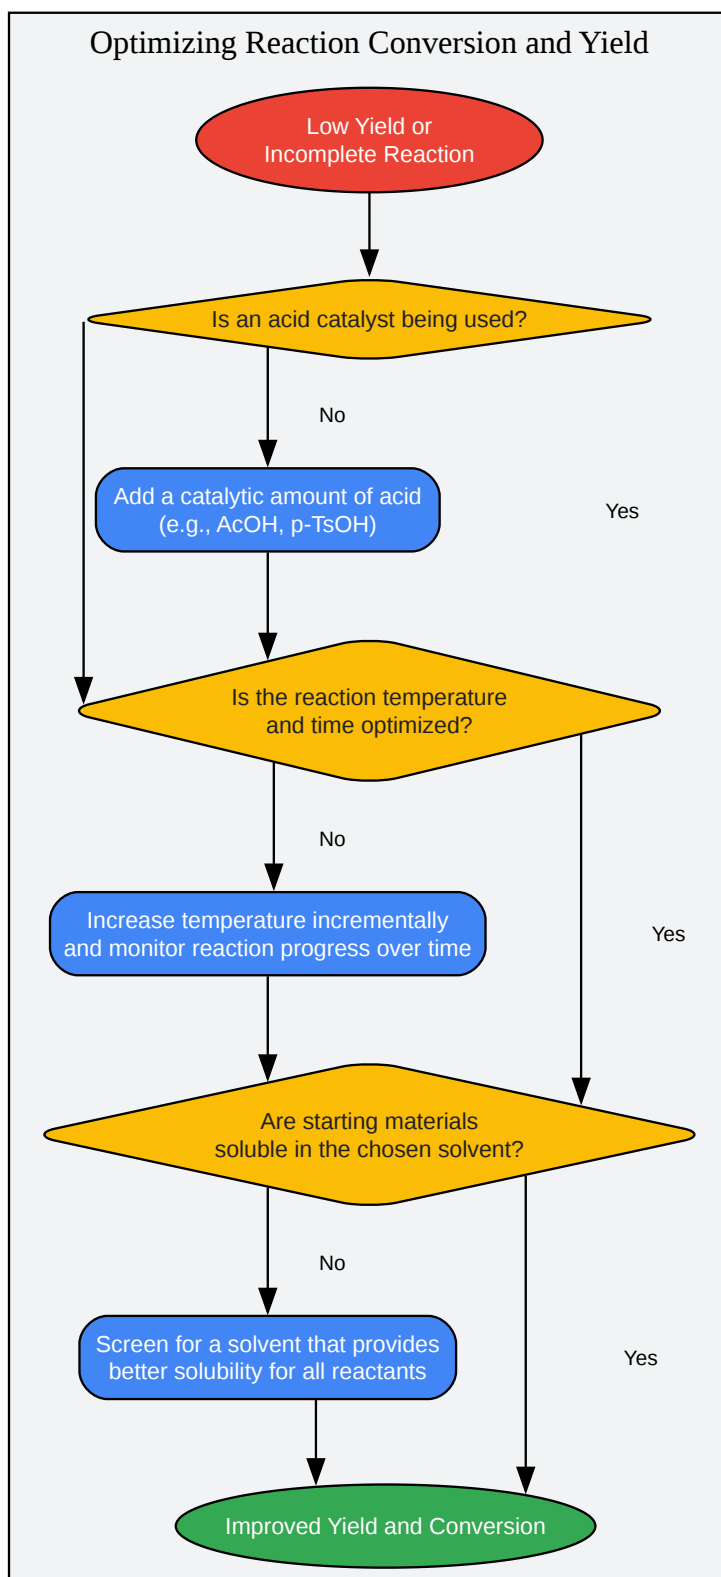 Optimizing Reaction Conversion and Yield
Low Yield or
Incomplete Reaction
Is an acid catalyst being used?
No
Add a catalytic amount of acid
(e.g., AcOH, p-TsOH)
Yes
Is the reaction temperature
and time optimized?
No
Increase temperature incrementally
and monitor reaction progress over time
Yes
Are starting materials
soluble in the chosen solvent?
No
Screen for a solvent that provides
better solubility for all reactants
Yes
Improved Yield and Conversion